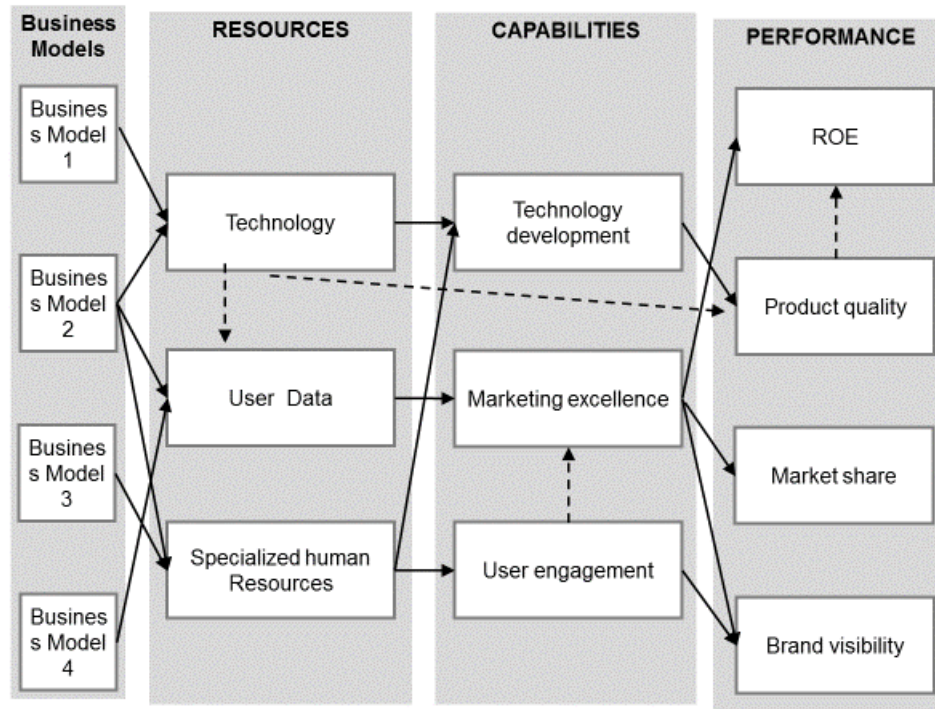 Business
Models
RESOURCES
CAPABILITIES
PERFORMANCE
Busines
s Model
1
Busines
s Model
2
Busines
s Model
3
Busines
s Model
4
Technology
User Data
Specialized human
Resources
Technology
development
Marketing excellence
User engagement
ROE
Product quality
Market share
Brand visibility